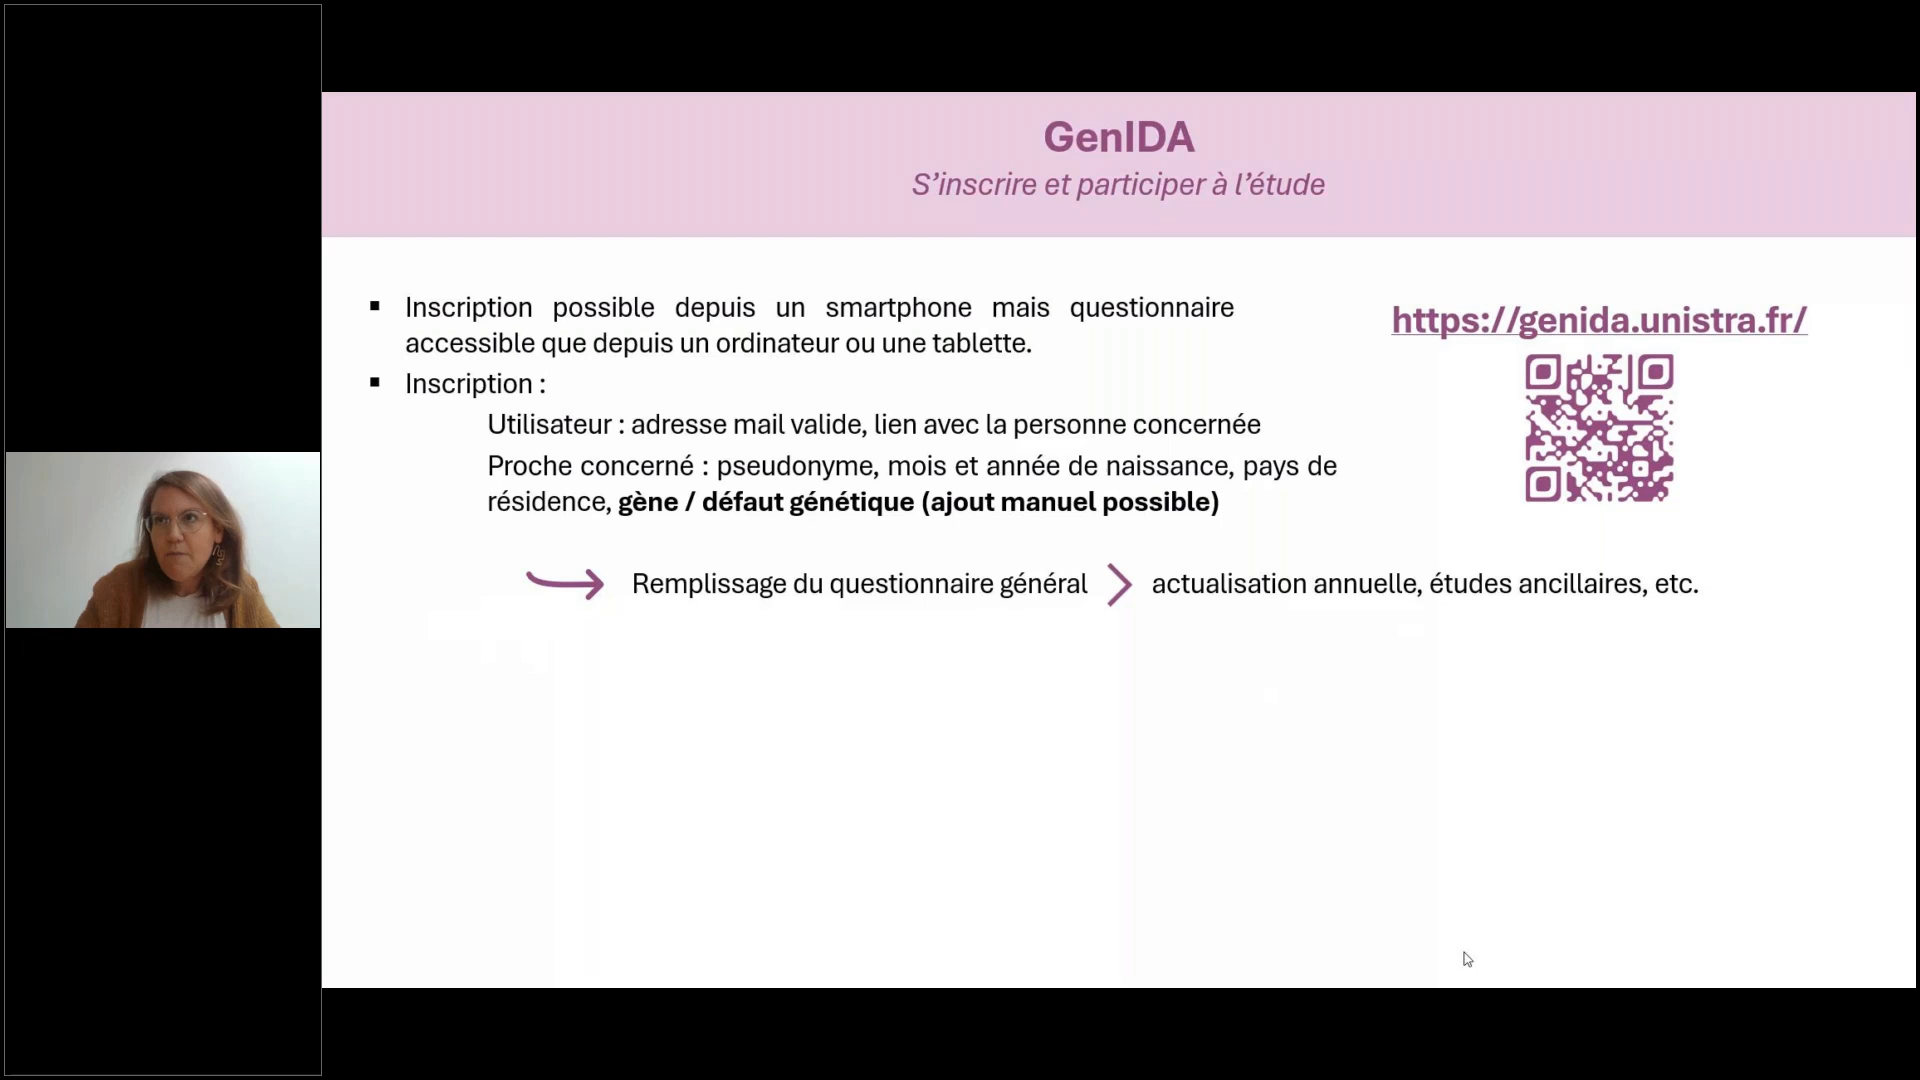 GenIDA
S’inscrire et participer à l’étude
▪ Inscription possible depuis un smartphone mais questionnaire
accessible que depuis un ordinateur ou une tablette.
▪ Inscription :
Utilisateur : adresse mail valide, lien avec la personne concernée
Proche concerné : pseudonyme, mois et année de naissance, pays de
résidence, gène / défaut génétique (ajout manuel possible)
https://genida.unistra.fr/
Remplissage du questionnaire général
actualisation annuelle, études ancillaires, etc.